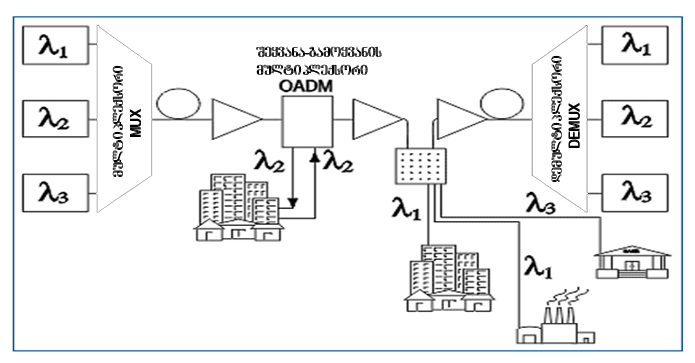 λ1
λ2
λ3
მულტიპლექსორი
MUX
შეყვანა-გამოყვანის
მულტიპლექსორი
OADM
λ2
λ2
λ1
λ3
λ1
დემულტიპლექსორი
DEMUX
λ1
λ2
λ3